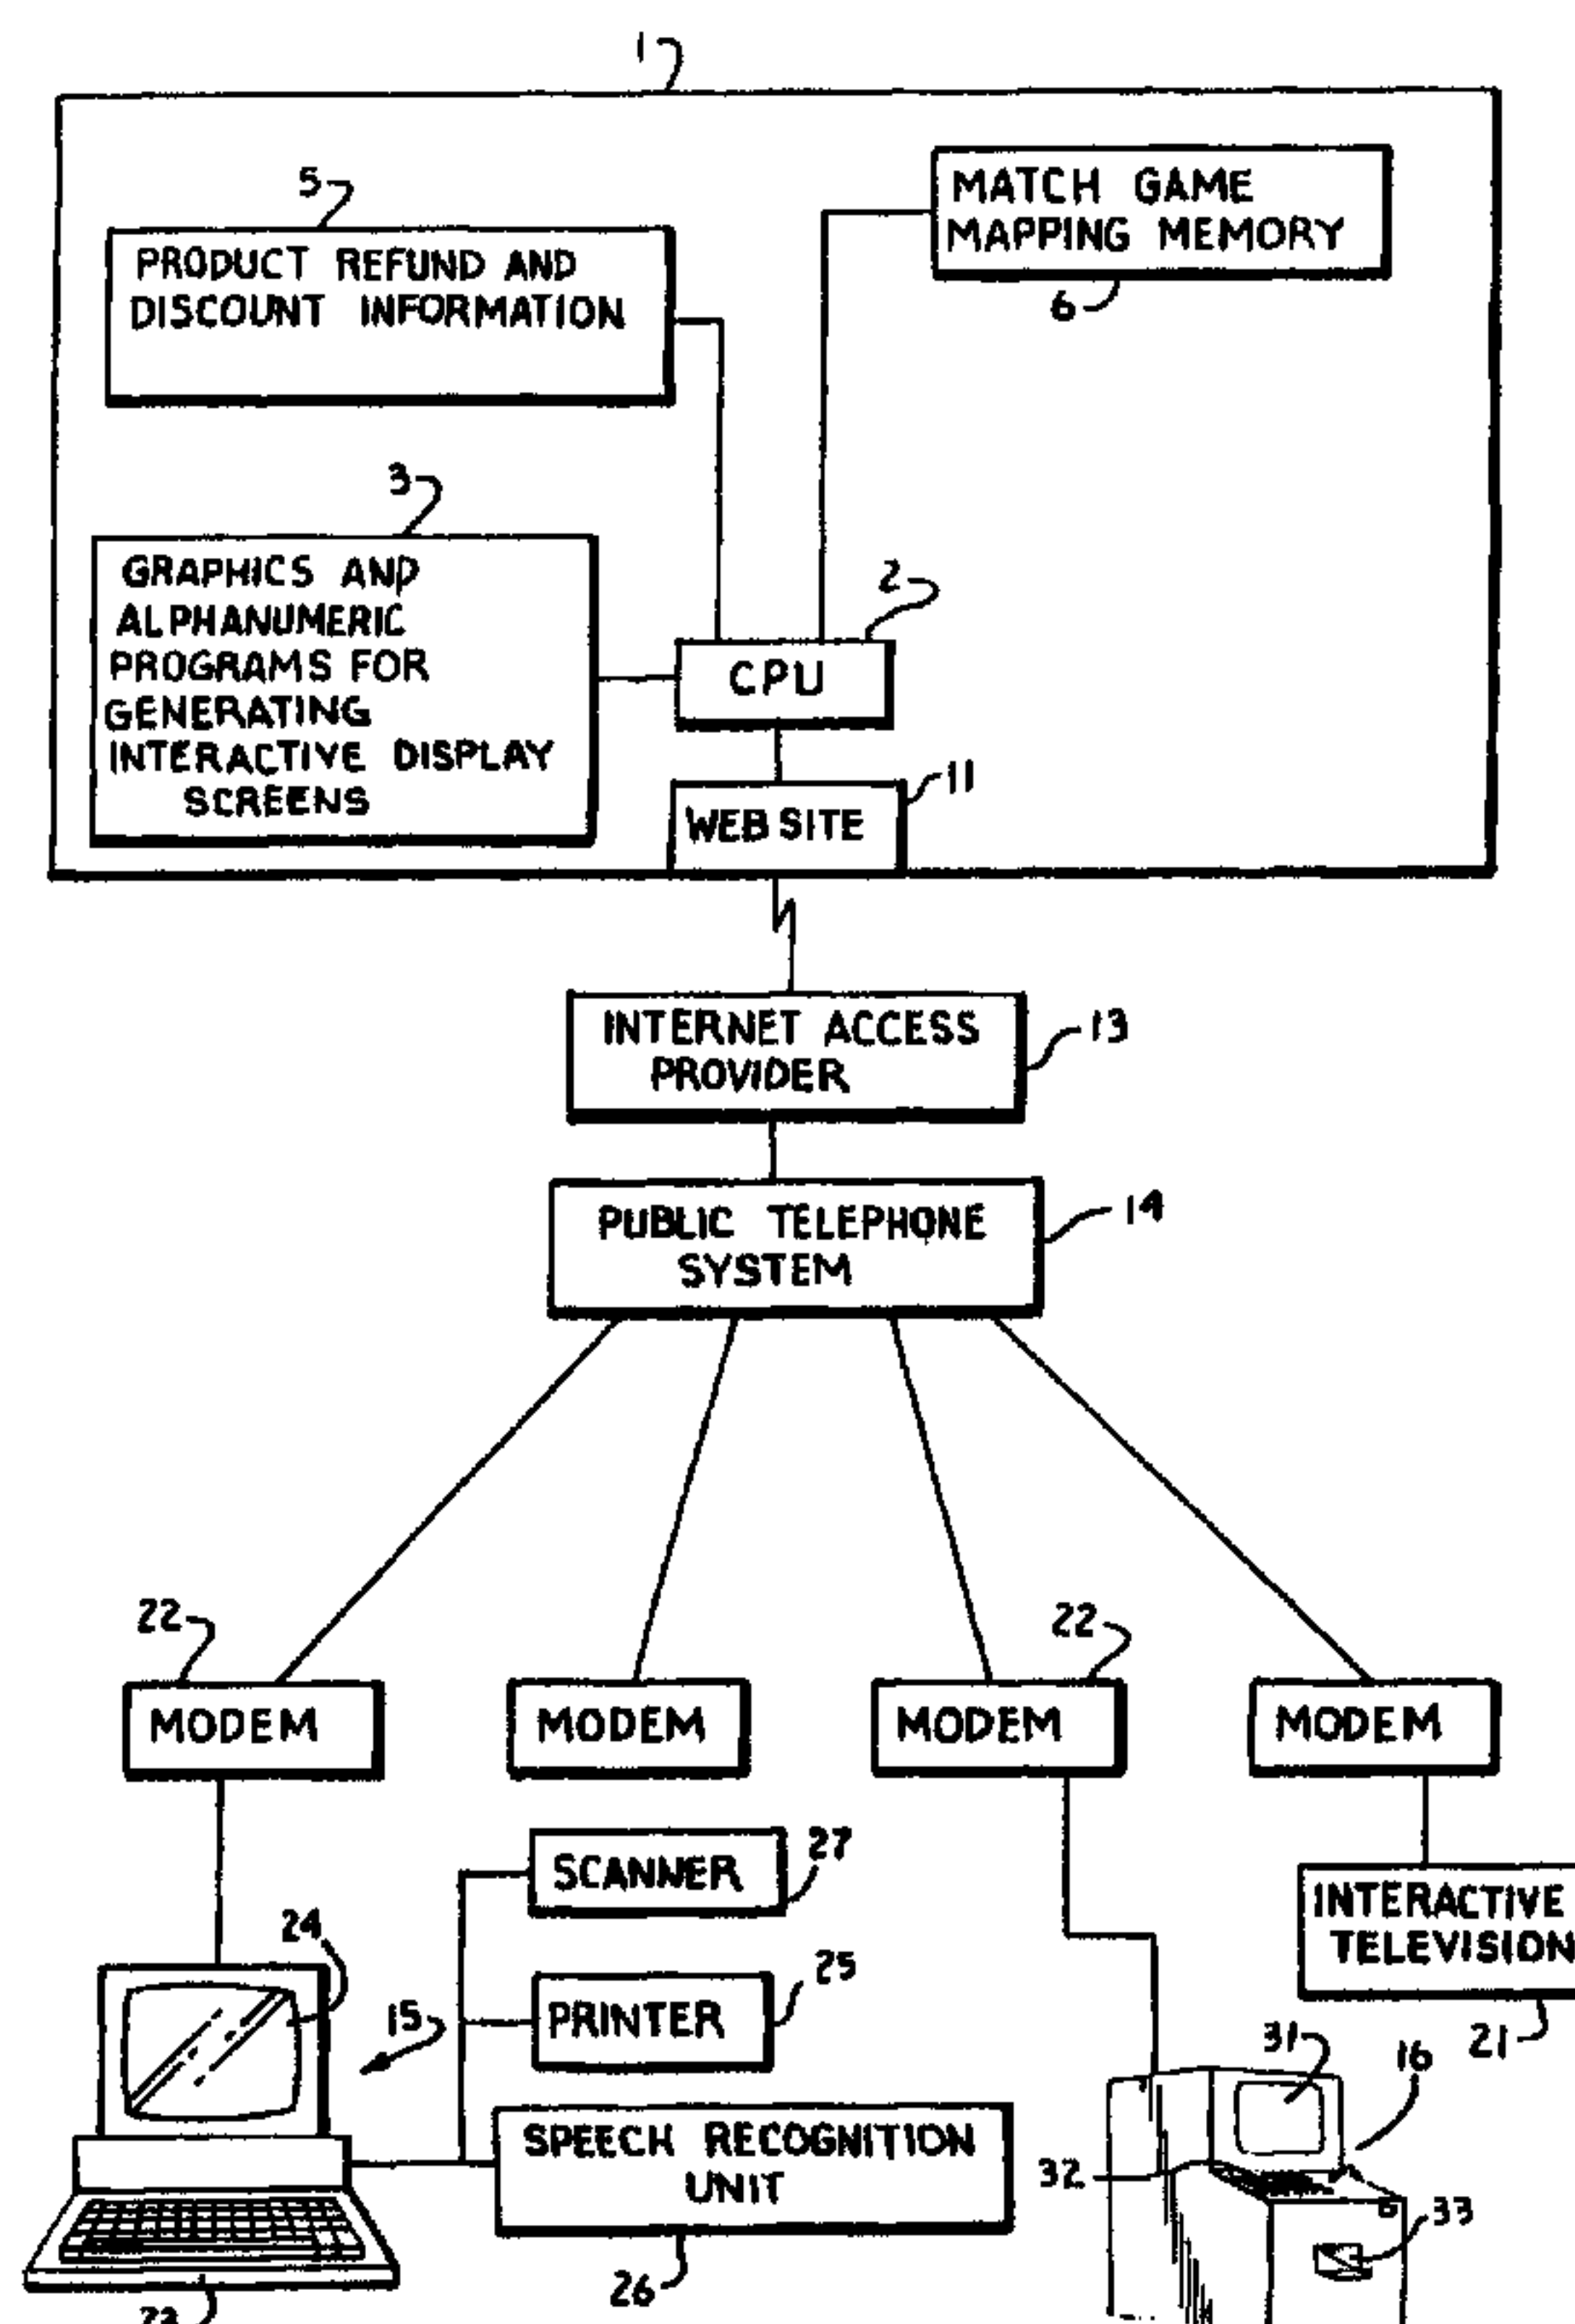 1
5
MATCH GAME
MAPPING MEMORY
6
PRODUCT REFUND AND
DISCOUNT INFORMATION
3
GRAPHICS AND
ALPHANUMERIC
PROGRAMS FOR
GENERATING
INTERACTIVE DISPLAY
SCREENS
2
CPU
11
WEB SITE
INTERNET ACCESS
PROVIDER
13
PUBLIC TELEPHONE
SYSTEM
14
22
22
MODEM
MODEM
MODEM
MODEM
SCANNER
27
INTERACTIVE
TELEVISION
21
24
15
PRINTER
25
31
16
SPEECH RECOGNITION
UNIT
26
32
33